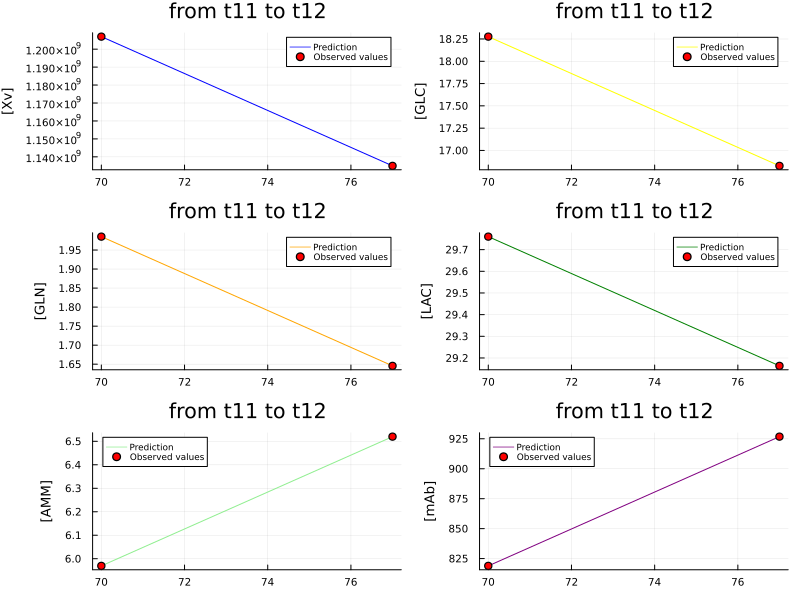 from t11 to t12
[Xv]
1.200×10⁹
1.190×10⁹
1.180×10⁹
1.170×10⁹
1.160×10⁹
1.150×10⁹
1.140×10⁹
Prediction
Observed values
70 72 74 76
from t11 to t12
[GLC]
18.25
18.00
17.75
17.50
17.25
17.00
Prediction
Observed values
70 72 74 76
from t11 to t12
[GLN]
1.95
1.90
1.85
1.80
1.75
1.70
1.65
Prediction
Observed values
70 72 74 76
from t11 to t12
[LAC]
29.7
29.6
29.5
29.4
29.3
29.2
Prediction
Observed values
70 72 74 76
from t11 to t12
[AMM]
6.5
6.4
6.3
6.2
6.1
6.0
Prediction
Observed values
70 72 74 76
from t11 to t12
[mAb]
925
900
875
850
825
Prediction
Observed values
70 72 74 76